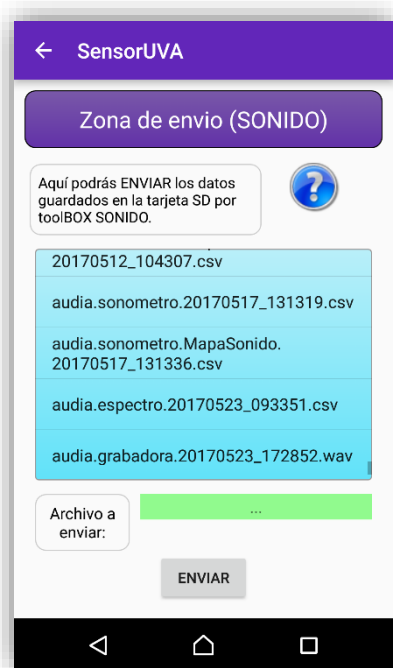 SensorUVA
Zona de envio (SONIDO)
Aquí podrás ENVIAR los datos
guardados en la tarjeta SD por
toolBOX SONIDO.
?
20170512_104307.csv
audia.sonometro.20170517_131319.csv
audia.sonometro.MapaSonido.
20170517_131336.csv
audia.espectro.20170523_093351.csv
audia.grabadora.20170523_172852.wav
Archivo a
enviar:
...
ENVIAR